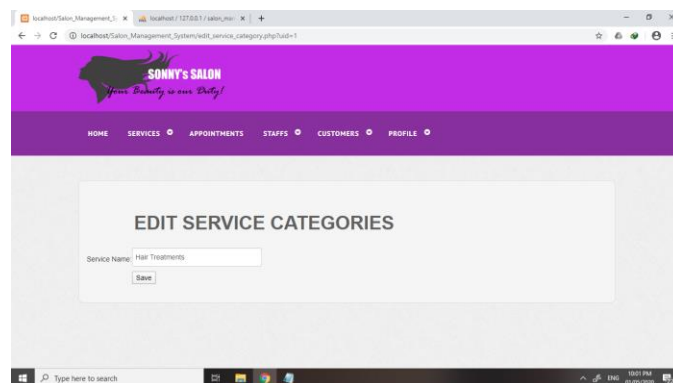 localhost/Salon_Management_S
localhost / 127.0.0.1 / salon_ma
localhost/Salon_Management_System/edit_service_category.php?uid=1
SONNY's SALON
Your Beauty is our Duty!
HOME SERVICES APPOINTMENTS STAFFS CUSTOMERS PROFILE
EDIT SERVICE CATEGORIES
Service Name Hair Treatments
Save
Type here to search
ENG
10:01 PM